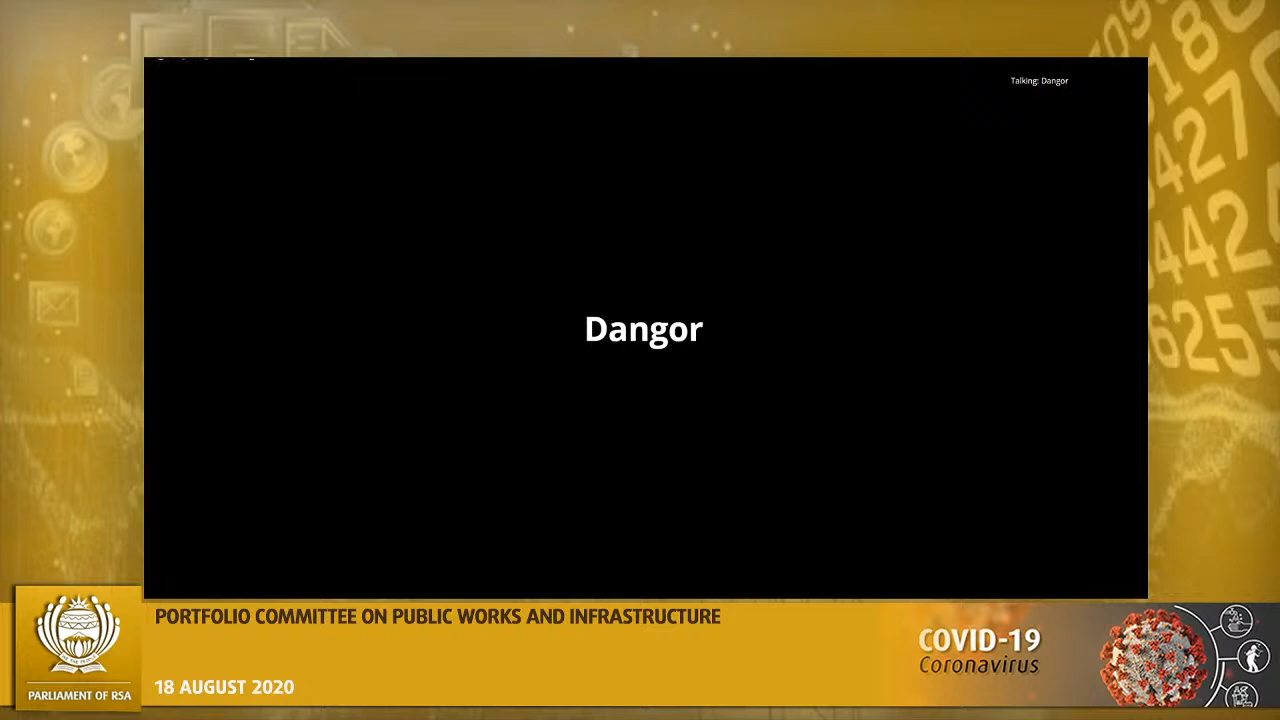 Talking: Dangor
Dangor
PORTFOLIO COMMITTEE ON PUBLIC WORKS AND INFRASTRUCTURE
COVID-19
Coronavirus
PARLIAMENT OF RSA
18 AUGUST 2020